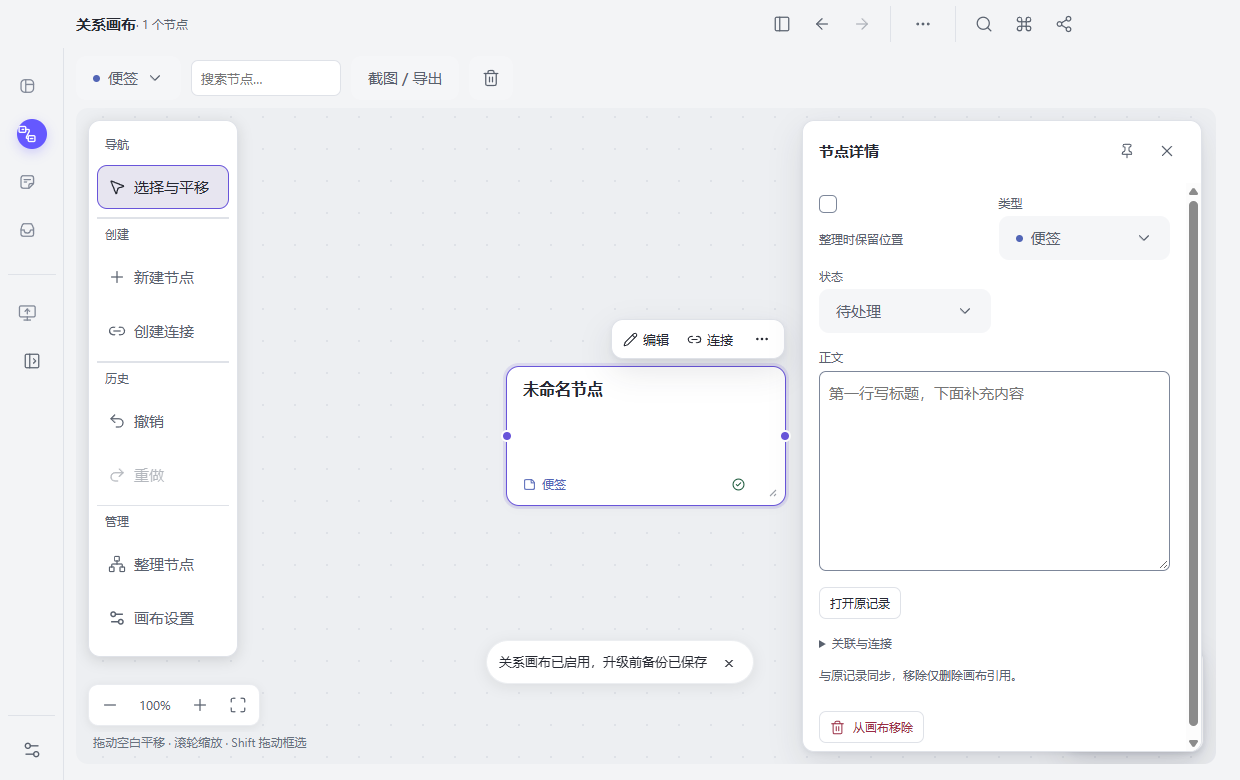 关系画布· 1 个节点
便签
搜索节点...
截图 / 导出
导航
选择与平移
创建
新建节点
创建连接
历史
撤销
重做
管理
整理节点
画布设置
100%
拖动空白平移 · 滚轮缩放 · Shift 拖动框选
编辑
连接
未命名节点
便签
关系画布已启用，升级前备份已保存
节点详情
整理时保留位置
类型
便签
状态
待处理
正文
第一行写标题，下面补充内容
打开原记录
关联与连接
与原记录同步，移除仅删除画布引用。
从画布移除